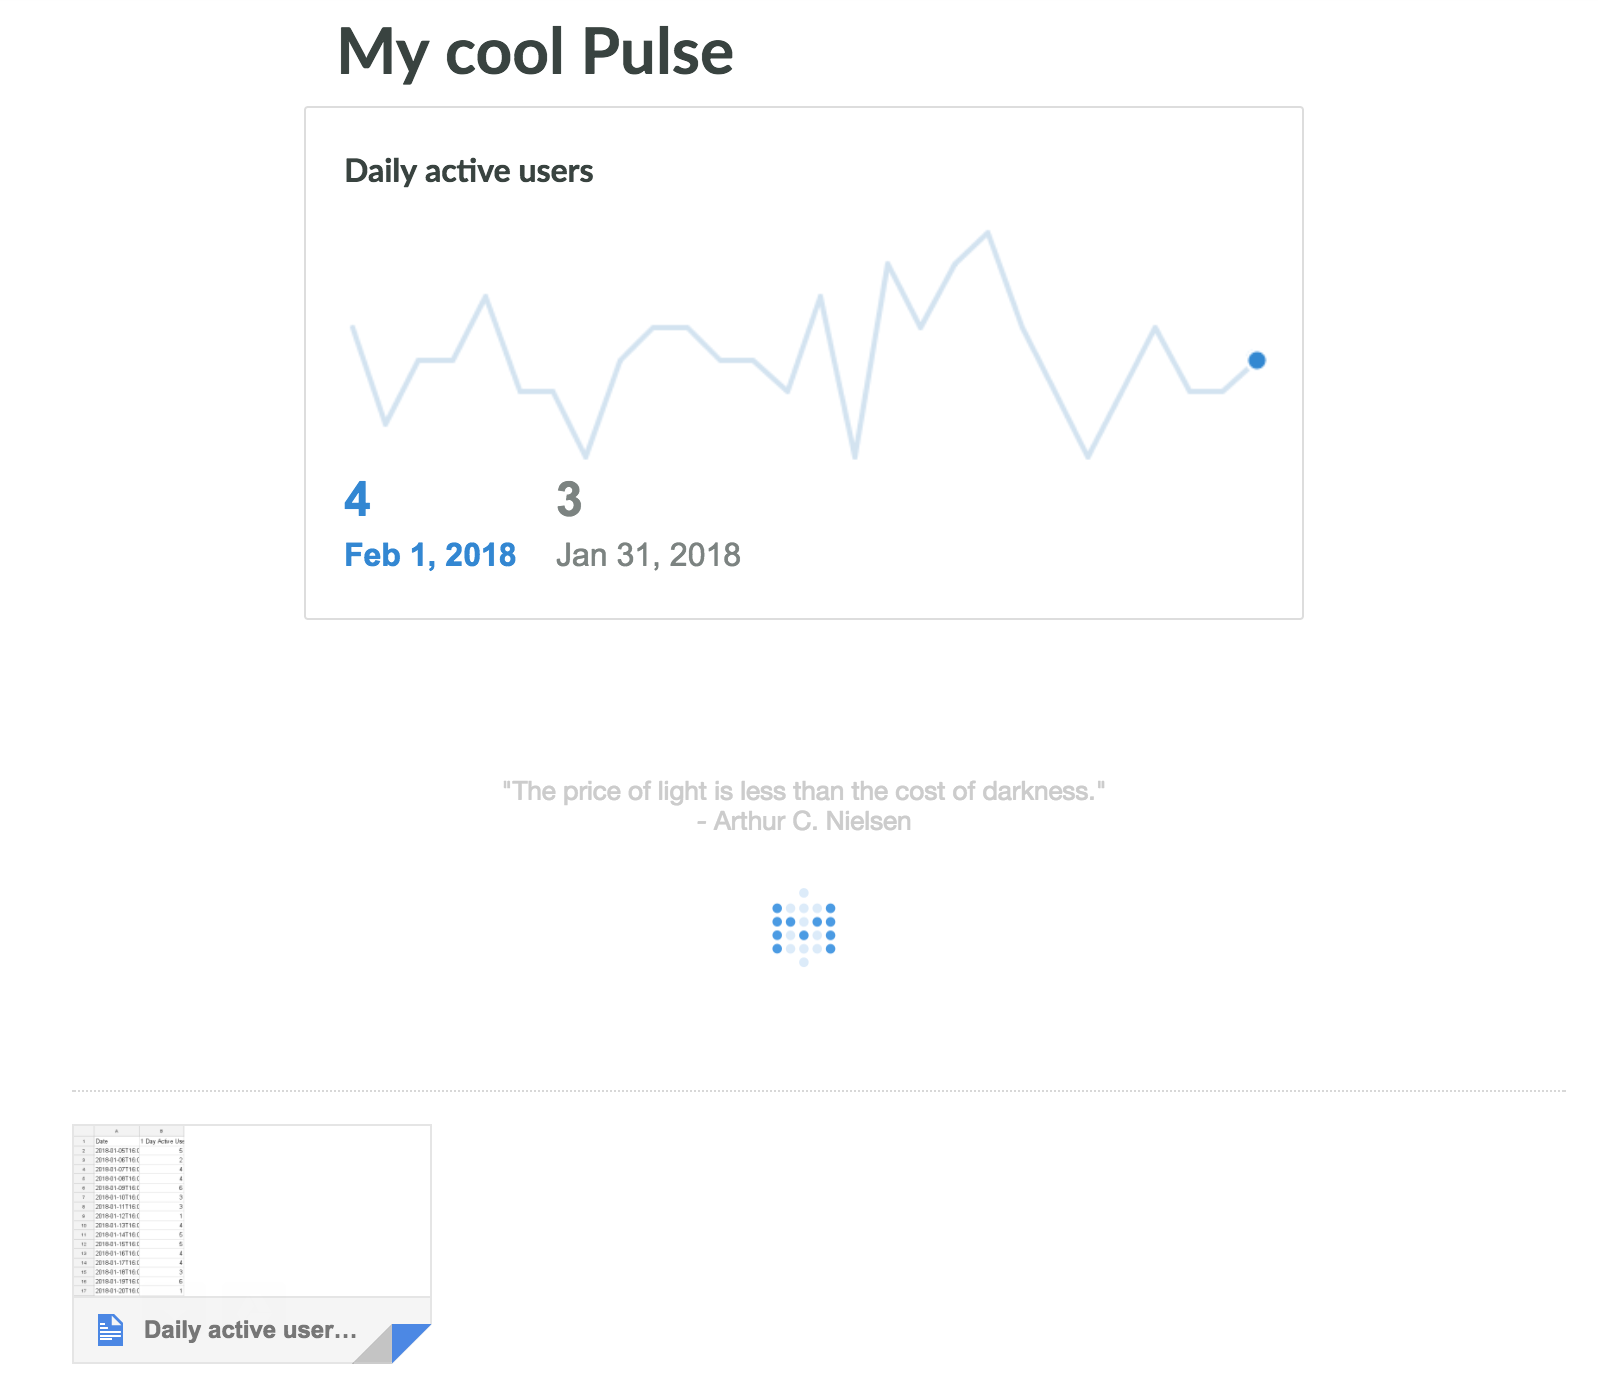 My cool Pulse
Daily active users
4 3
Feb 1, 2018 Jan 31, 2018
"The price of light is less than the cost of darkness."
- Arthur C. Nielsen
A B
1 Date 1 Day Active Use
2 2018-01-05T16:0 5
3 2018-01-06T16:0 2
4 2018-01-07T16:0 4
5 2018-01-08T16:0 4
6 2018-01-09T16:0 6
7 2018-01-10T16:0 3
8 2018-01-11T16:0 3
9 2018-01-12T16:0 1
10 2018-01-13T16:0 4
11 2018-01-14T16:0 5
12 2018-01-15T16:0 5
13 2018-01-16T16:0 4
14 2018-01-17T16:0 4
15 2018-01-18T16:0 3
16 2018-01-19T16:0 6
17 2018-01-20T16:0 1
Daily active user...